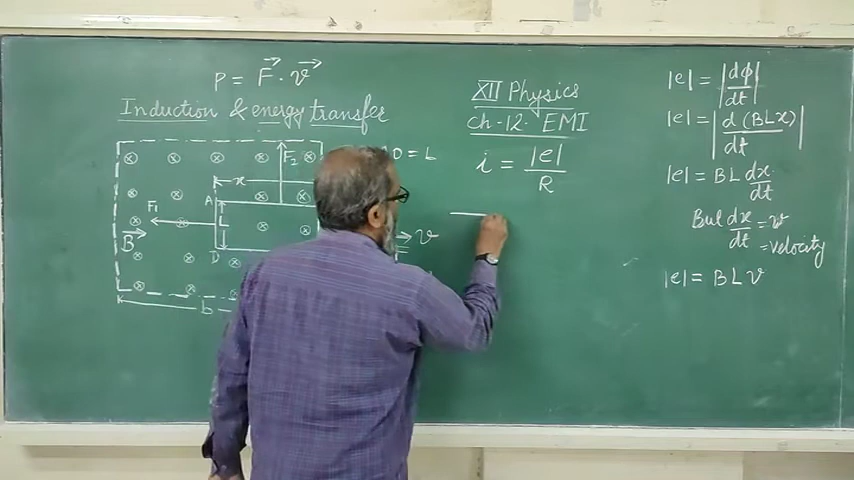 P = F⃗ · v⃗
Induction & energy transfer
F₂
x
A
F₁
L
B⃗
D
b
D = L
v
XII Physics
Ch-12· EMI
i = |e| / R
|e| = |dϕ/dt|
|e| = |d (BLx)/dt|
|e| = BL dx/dt
But dx/dt = v
= velocity
|e| = BLv